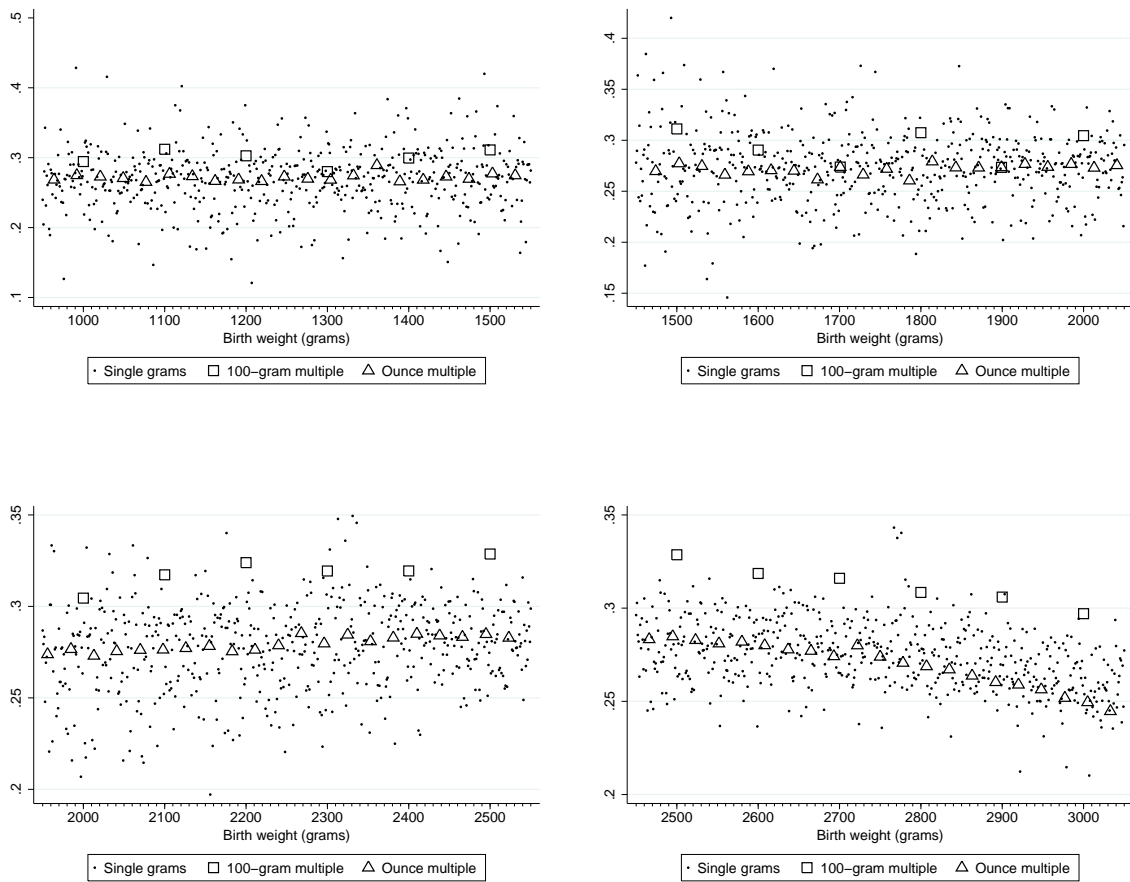 .5
.4
.3
.2
.1
1000 1100 1200 1300 1400 1500
Birth weight (grams)
Single grams 100−gram multiple Ounce multiple
.4
.35
.3
.25
.2
.15
1500 1600 1700 1800 1900 2000
Birth weight (grams)
Single grams 100−gram multiple Ounce multiple
.35
.3
.25
.2
2000 2100 2200 2300 2400 2500
Birth weight (grams)
Single grams 100−gram multiple Ounce multiple
.35
.3
.25
.2
2500 2600 2700 2800 2900 3000
Birth weight (grams)
Single grams 100−gram multiple Ounce multiple